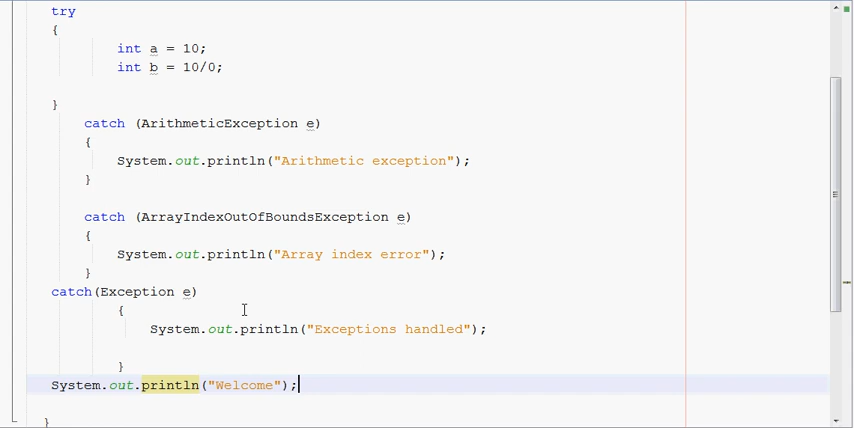 try
{
int a = 10;
int b = 10/0;
}
catch (ArithmeticException e)
{
System.out.println("Arithmetic exception");
}
catch (ArrayIndexOutOfBoundsException e)
{
System.out.println("Array index error");
}
catch(Exception e)
{
System.out.println("Exceptions handled");
}
System.out.println("Welcome");
}